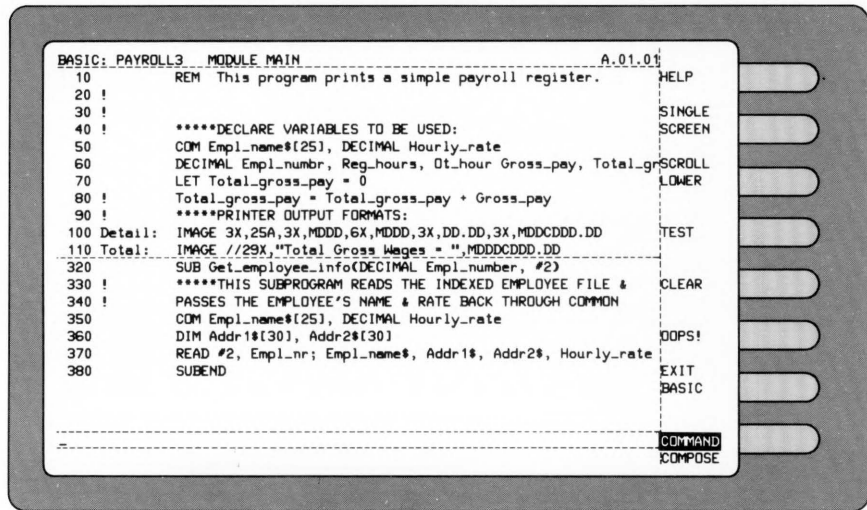 BASIC: PAYROLL3 MODULE MAIN A.01.01
10 REM This program prints a simple payroll register. HELP
20 !
30 ! SINGLE
40 ! *****DECLARE VARIABLES TO BE USED: SCREEN
50 COM Empl_name$[25], DECIMAL Hourly_rate
60 DECIMAL Empl_numbr, Reg_hours, Ot_hour Gross_pay, Total_gr SCROLL
70 LET Total_gross_pay = 0 LOWER
80 ! Total_gross_pay = Total_gross_pay + Gross_pay
90 ! *****PRINTER OUTPUT FORMATS:
100 Detail: IMAGE 3X,25A,3X,MDDD,6X,MDDD,3X,DD.DD,3X,MDDCDDD.DD TEST
110 Total: IMAGE //29X,"Total Gross Wages = ",MDDDCDDD.DD
320 SUB Get_employee_info(DECIMAL Empl_number, #2)
330 ! *****THIS SUBPROGRAM READS THE INDEXED EMPLOYEE FILE & CLEAR
340 ! PASSES THE EMPLOYEE'S NAME & RATE BACK THROUGH COMMON
350 COM Empl_name$[25], DECIMAL Hourly_rate
360 DIM Addr1$[30], Addr2$[30] OOPS!
370 READ #2, Empl_nr; Empl_name$, Addr1$, Addr2$, Hourly_rate
380 SUBEND EXIT
BASIC
COMMAND
COMPOSE